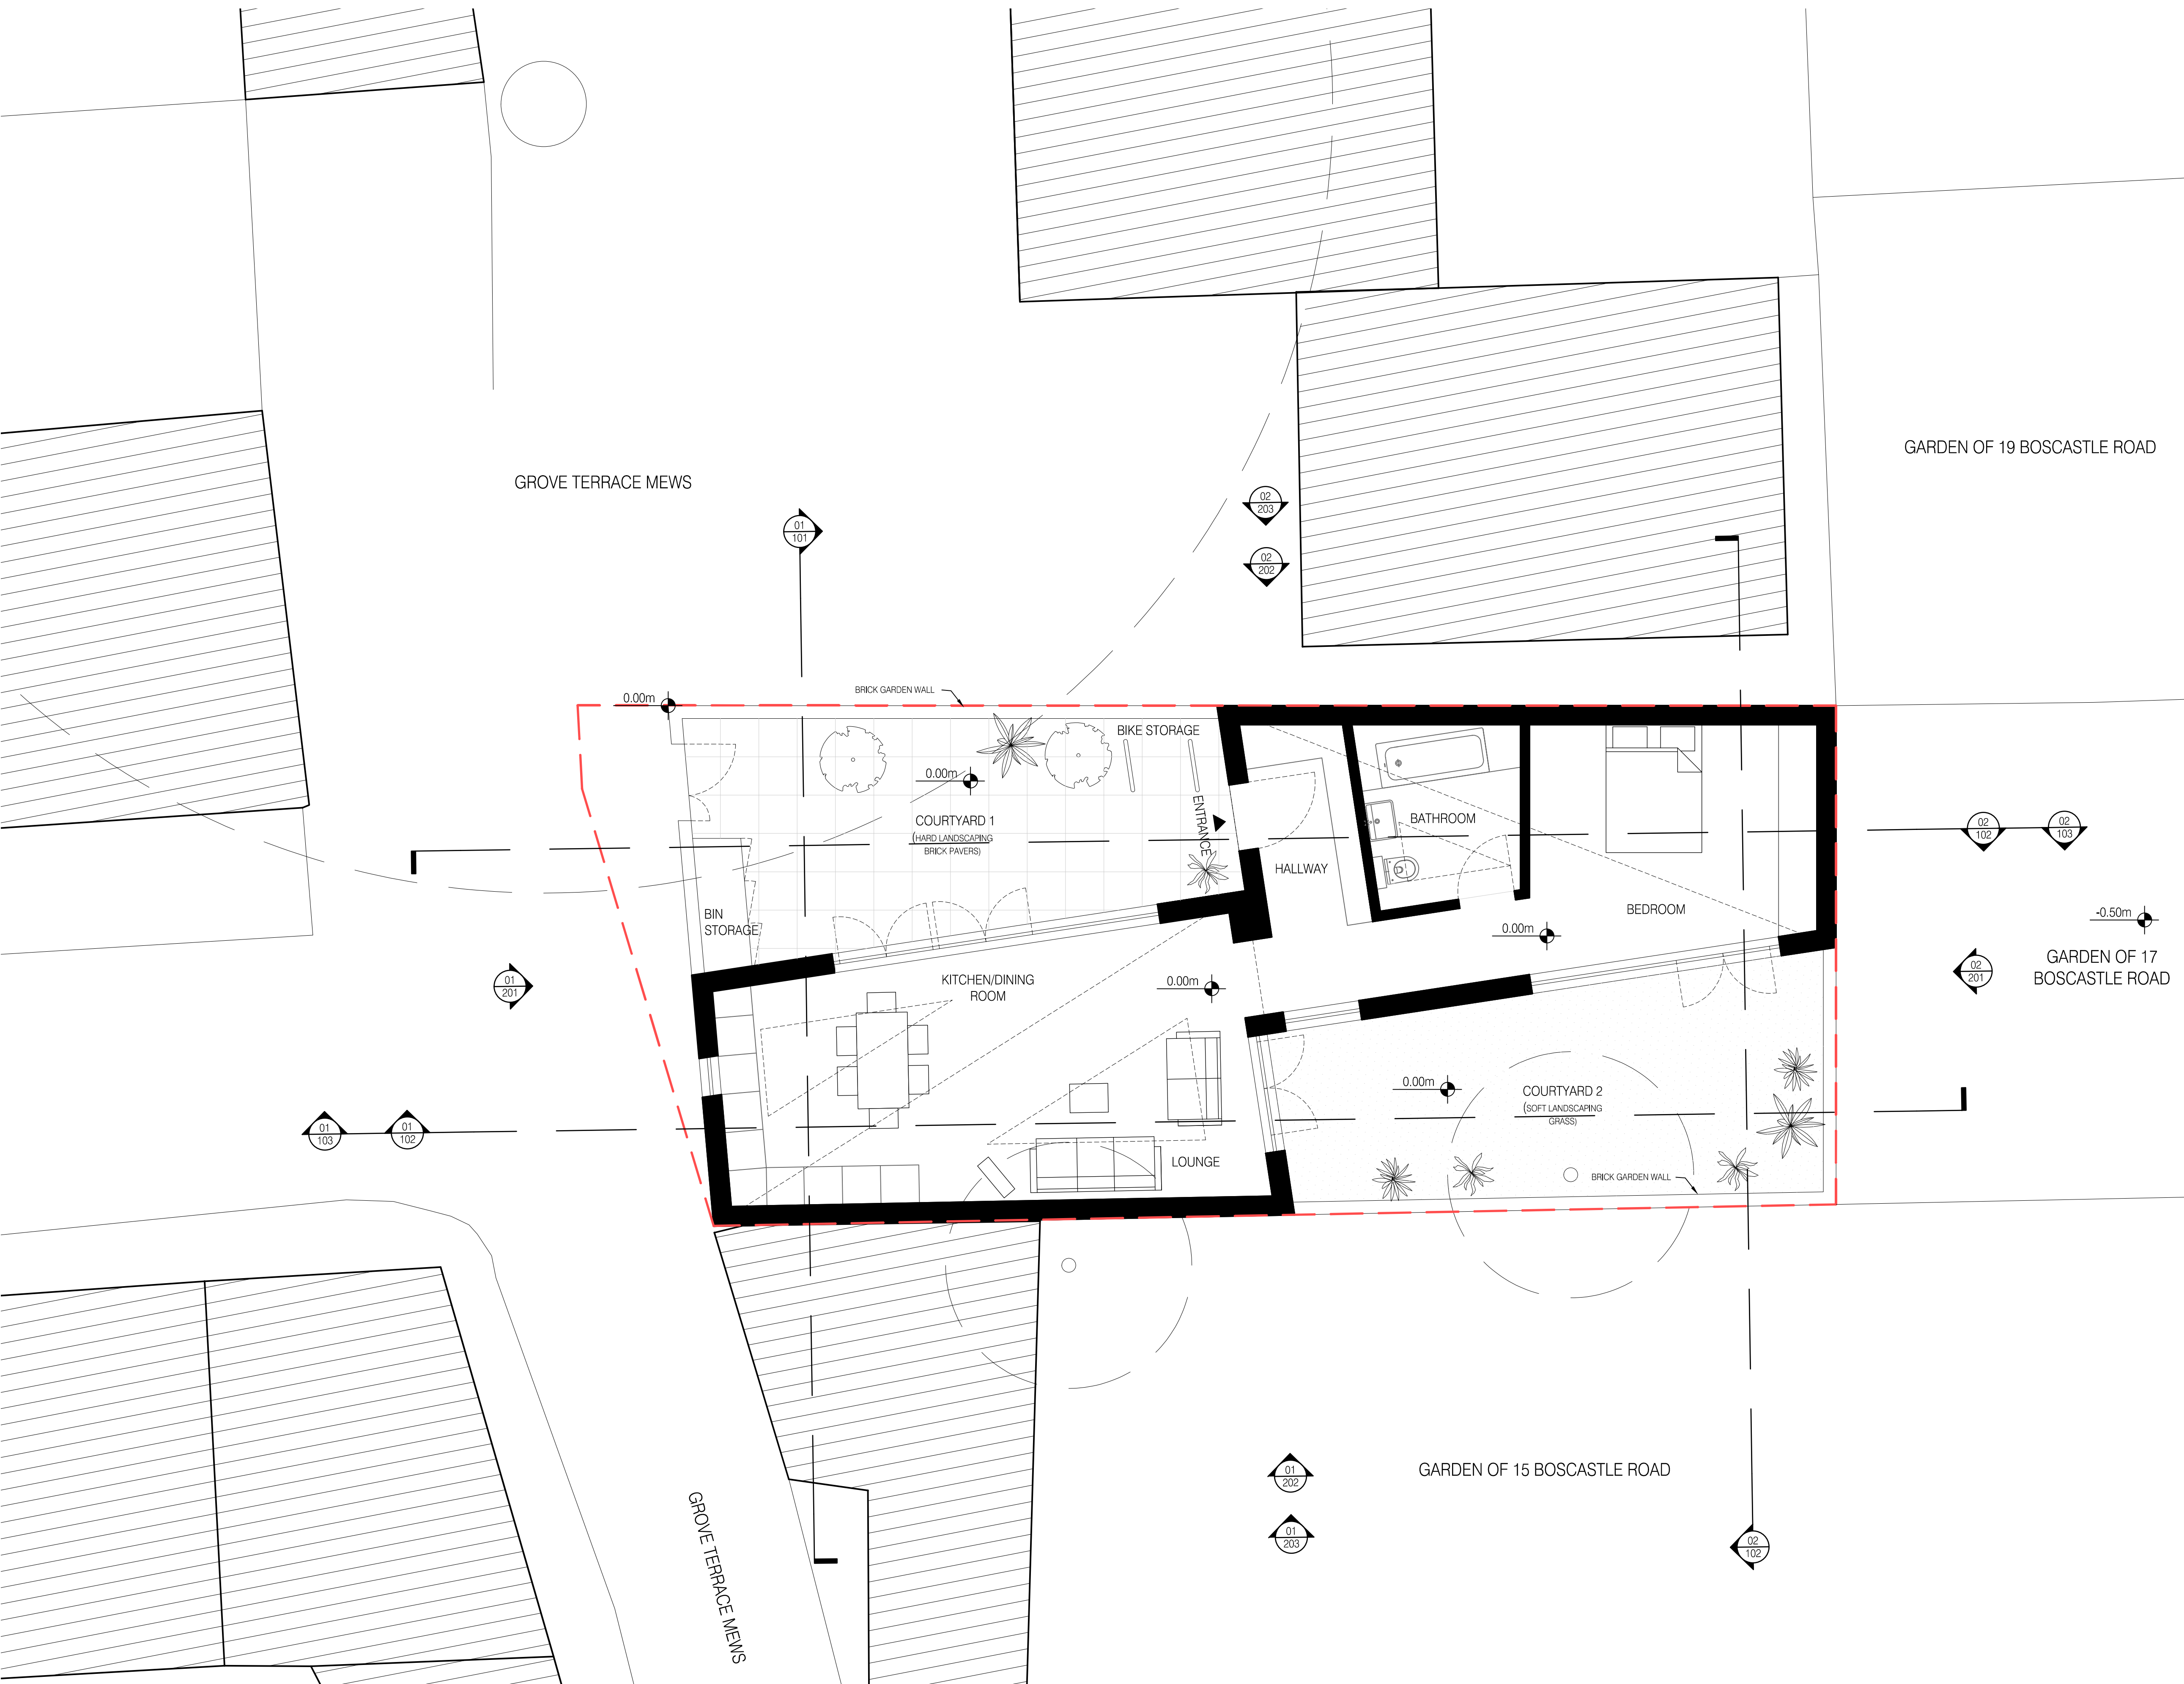 GARDEN OF 19 BOSCASTLE ROAD
GROVE TERRACE MEWS
01
101
02
203
02
202
0.00m
BRICK GARDEN WALL
BIKE STORAGE
0.00m
ENTRANCE
COURTYARD 1
(HARD LANDSCAPING
BRICK PAVERS)
BATHROOM
HALLWAY
02
102
02
103
BIN
STORAGE
BEDROOM
0.00m
-0.50m
GARDEN OF 17
BOSCASTLE ROAD
01
201
02
201
KITCHEN/DINING
ROOM
0.00m
0.00m
COURTYARD 2
(SOFT LANDSCAPING
GRASS)
01
103
01
102
LOUNGE
BRICK GARDEN WALL
01
202
GARDEN OF 15 BOSCASTLE ROAD
01
203
02
102
GROVE TERRACE MEWS